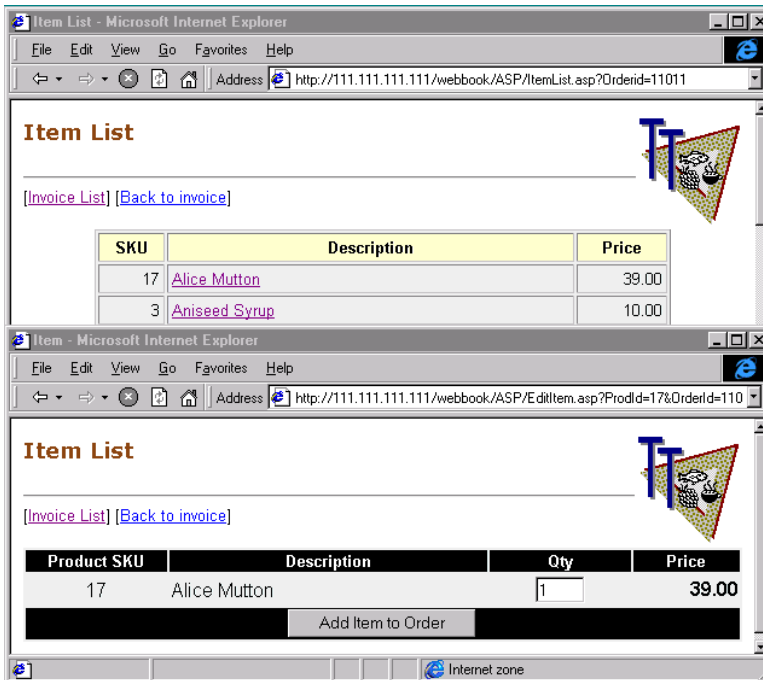 Item List - Microsoft Internet Explorer
File Edit View Go Favorites Help
Address http://111.111.111.111/webbook/ASP/ItemList.asp?Orderid=11011
Item List
TT
[Invoice List] [Back to invoice]
SKU Description Price
17 Alice Mutton 39.00
3 Aniseed Syrup 10.00
Item - Microsoft Internet Explorer
File Edit View Go Favorites Help
Address http://111.111.111.111/webbook/ASP/EditItem.asp?ProdId=17&OrderId=110
Item List
TT
[Invoice List] [Back to invoice]
Product SKU Description Qty Price
17 Alice Mutton 1 39.00
Add Item to Order
Internet zone